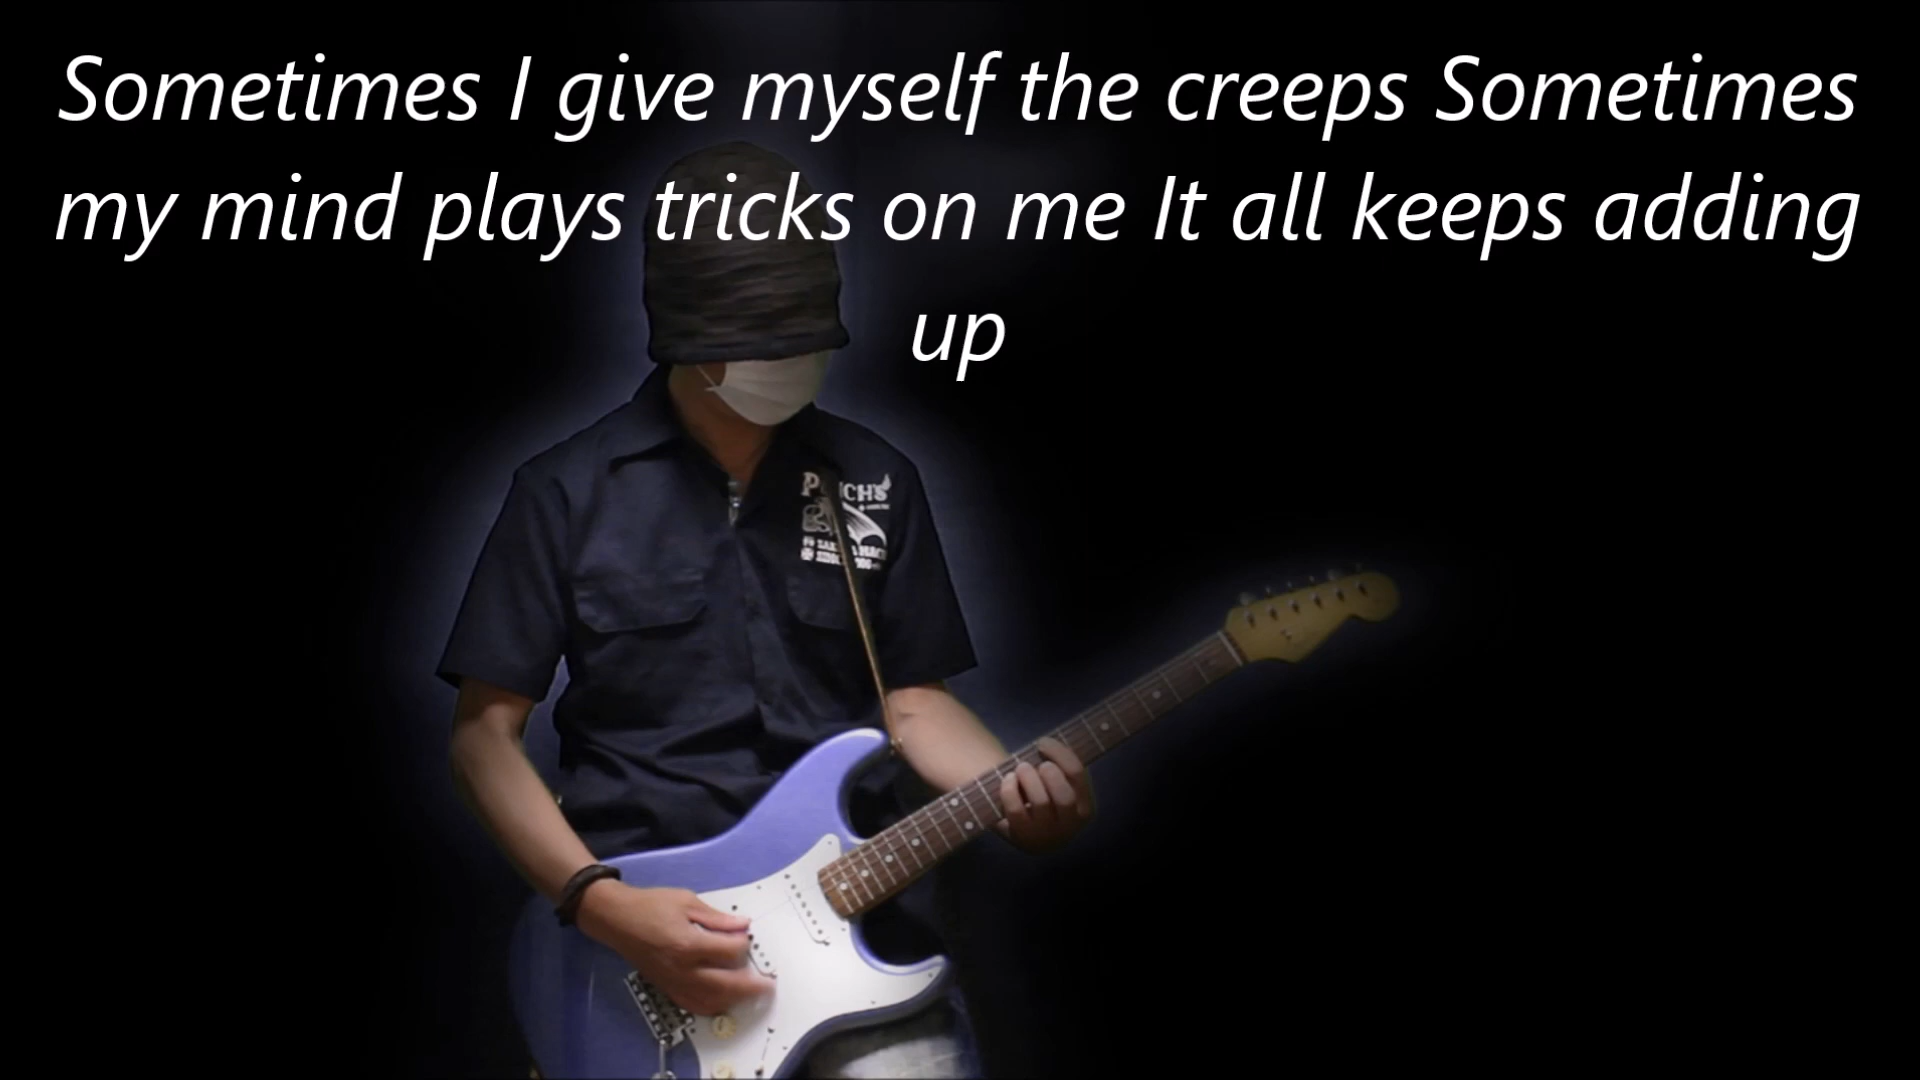 Sometimes I give myself the creeps Sometimes
my mind plays tricks on me It all keeps adding
up